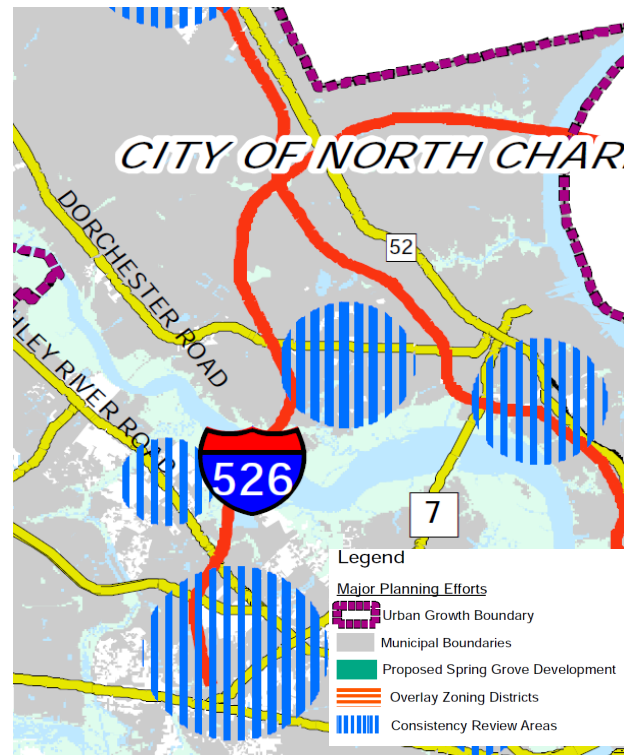 CITY OF NORTH CHAR
DORCHESTER ROAD
52
HLEY RIVER ROAD
526
7
Legend
Major Planning Efforts
Urban Growth Boundary
Municipal Boundaries
Proposed Spring Grove Development
Overlay Zoning Districts
Consistency Review Areas